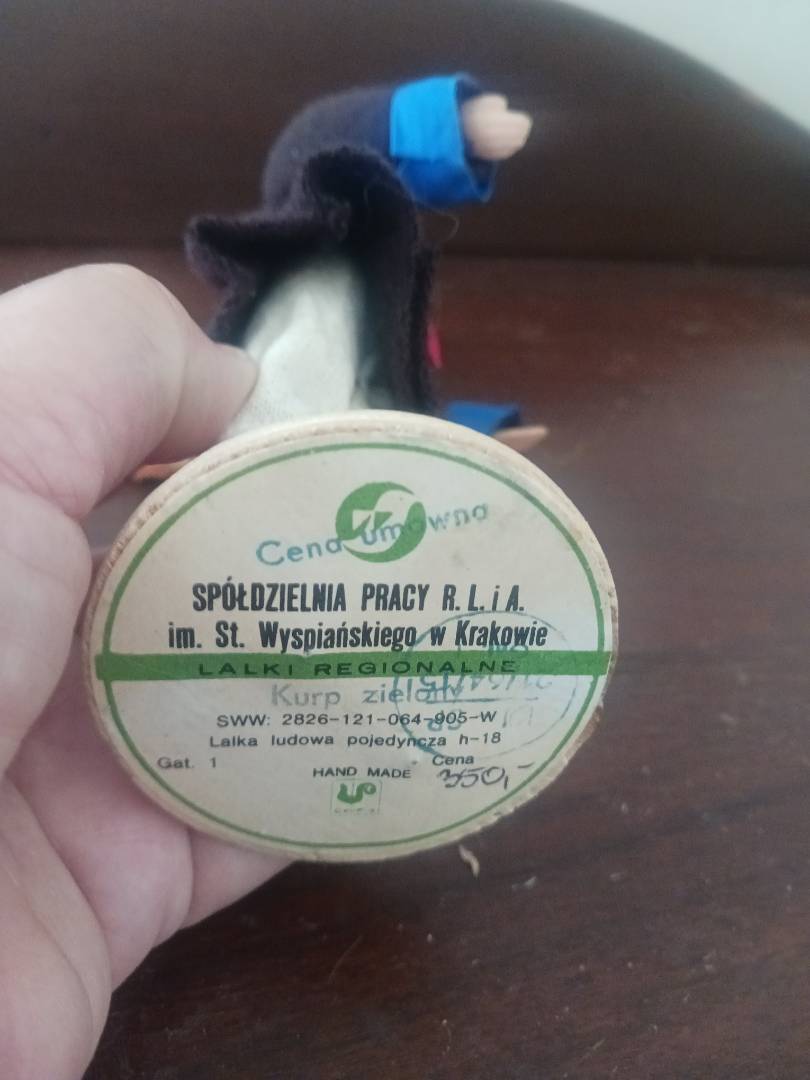 Cena umowna
SPÓŁDZIELNIA PRACY R. L. i A.
im. St. Wyspiańskiego w Krakowie
LALKI REGIONALNE
Kurp zielony
SWW: 2826-121-064-905-W
Lalka ludowa pojedyncza h-18
Gat. 1
Cena
HAND MADE
350,-